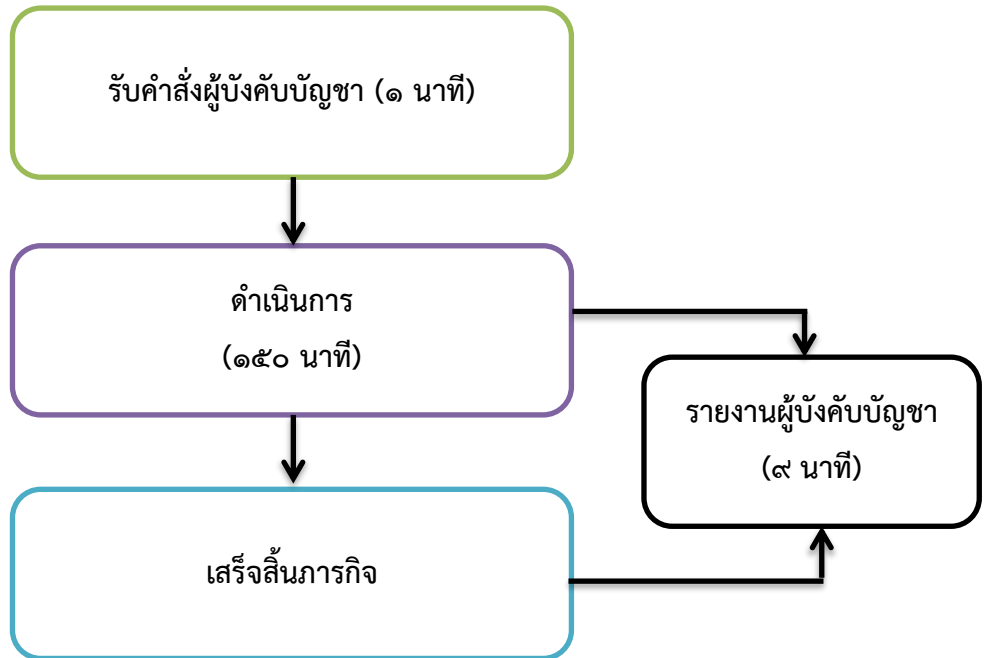 รับคำสั่งผู้บังคับบัญชา (๑ นาที)
ดำเนินการ
(๑๕๐ นาที)
รายงานผู้บังคับบัญชา
(๙ นาที)
เสร็จสิ้นภารกิจ